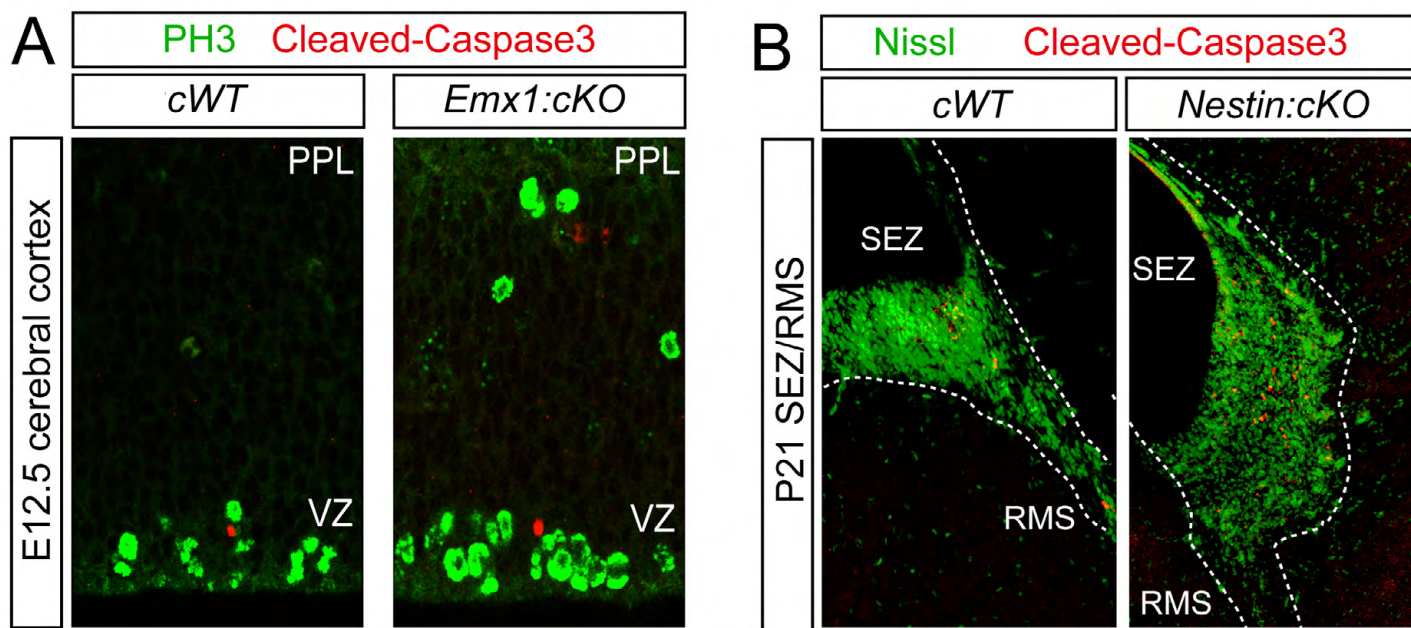 A
PH3 Cleaved-Caspase3
cWT
Emx1:cKO
E12.5 cerebral cortex
PPL
VZ
PPL
VZ
B
Nissl Cleaved-Caspase3
cWT
Nestin:cKO
P21 SEZ/RMS
SEZ
RMS
SEZ
RMS